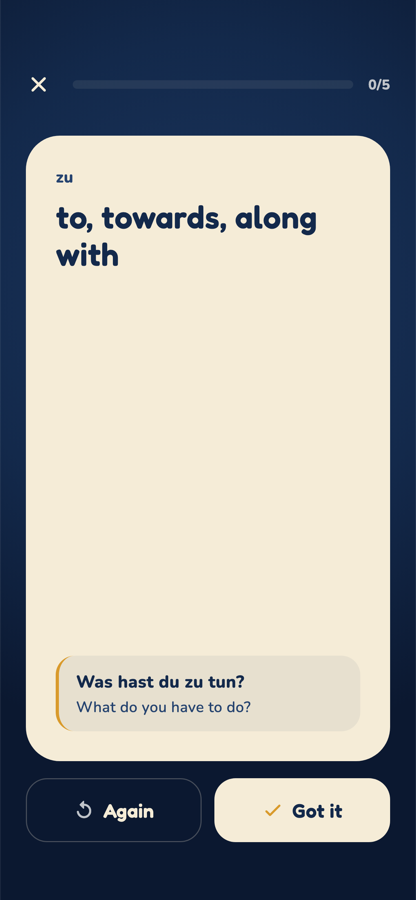 0/5
zu
to, towards, along
with
Was hast du zu tun?
What do you have to do?
Again
Got it